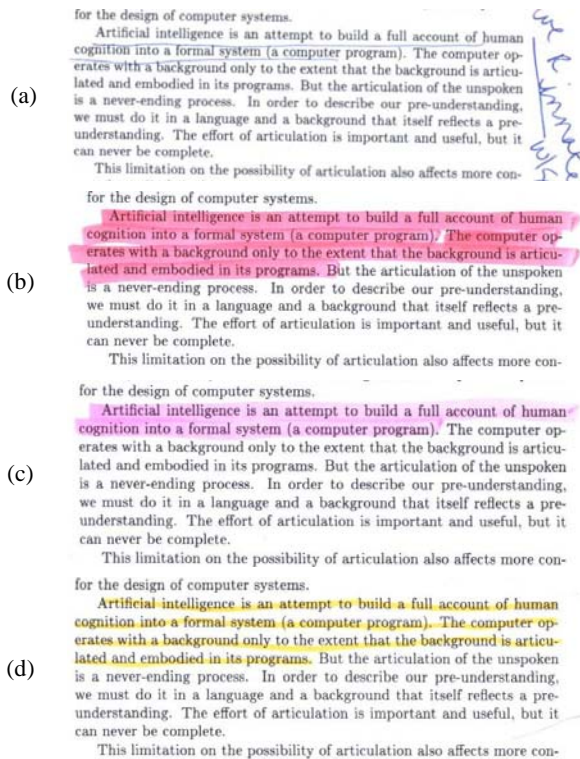 for the design of computer systems.
Artificial intelligence is an attempt to build a full account of human
cognition into a formal system (a computer program). The computer op-
erates with a background only to the extent that the background is articu-
lated and embodied in its programs. But the articulation of the unspoken
is a never-ending process. In order to describe our pre-understanding,
we must do it in a language and a background that itself reflects a pre-
understanding. The effort of articulation is important and useful, but it
can never be complete.
This limitation on the possibility of articulation also affects more con-
(a)
for the design of computer systems.
Artificial intelligence is an attempt to build a full account of human
cognition into a formal system (a computer program). The computer op-
erates with a background only to the extent that the background is articu-
lated and embodied in its programs. But the articulation of the unspoken
is a never-ending process. In order to describe our pre-understanding,
we must do it in a language and a background that itself reflects a pre-
understanding. The effort of articulation is important and useful, but it
can never be complete.
This limitation on the possibility of articulation also affects more con-
(b)
for the design of computer systems.
Artificial intelligence is an attempt to build a full account of human
cognition into a formal system (a computer program). The computer op-
erates with a background only to the extent that the background is articu-
lated and embodied in its programs. But the articulation of the unspoken
is a never-ending process. In order to describe our pre-understanding,
we must do it in a language and a background that itself reflects a pre-
understanding. The effort of articulation is important and useful, but it
can never be complete.
This limitation on the possibility of articulation also affects more con-
(c)
for the design of computer systems.
Artificial intelligence is an attempt to build a full account of human
cognition into a formal system (a computer program). The computer op-
erates with a background only to the extent that the background is articu-
lated and embodied in its programs. But the articulation of the unspoken
is a never-ending process. In order to describe our pre-understanding,
we must do it in a language and a background that itself reflects a pre-
understanding. The effort of articulation is important and useful, but it
can never be complete.
This limitation on the possibility of articulation also affects more con-
(d)